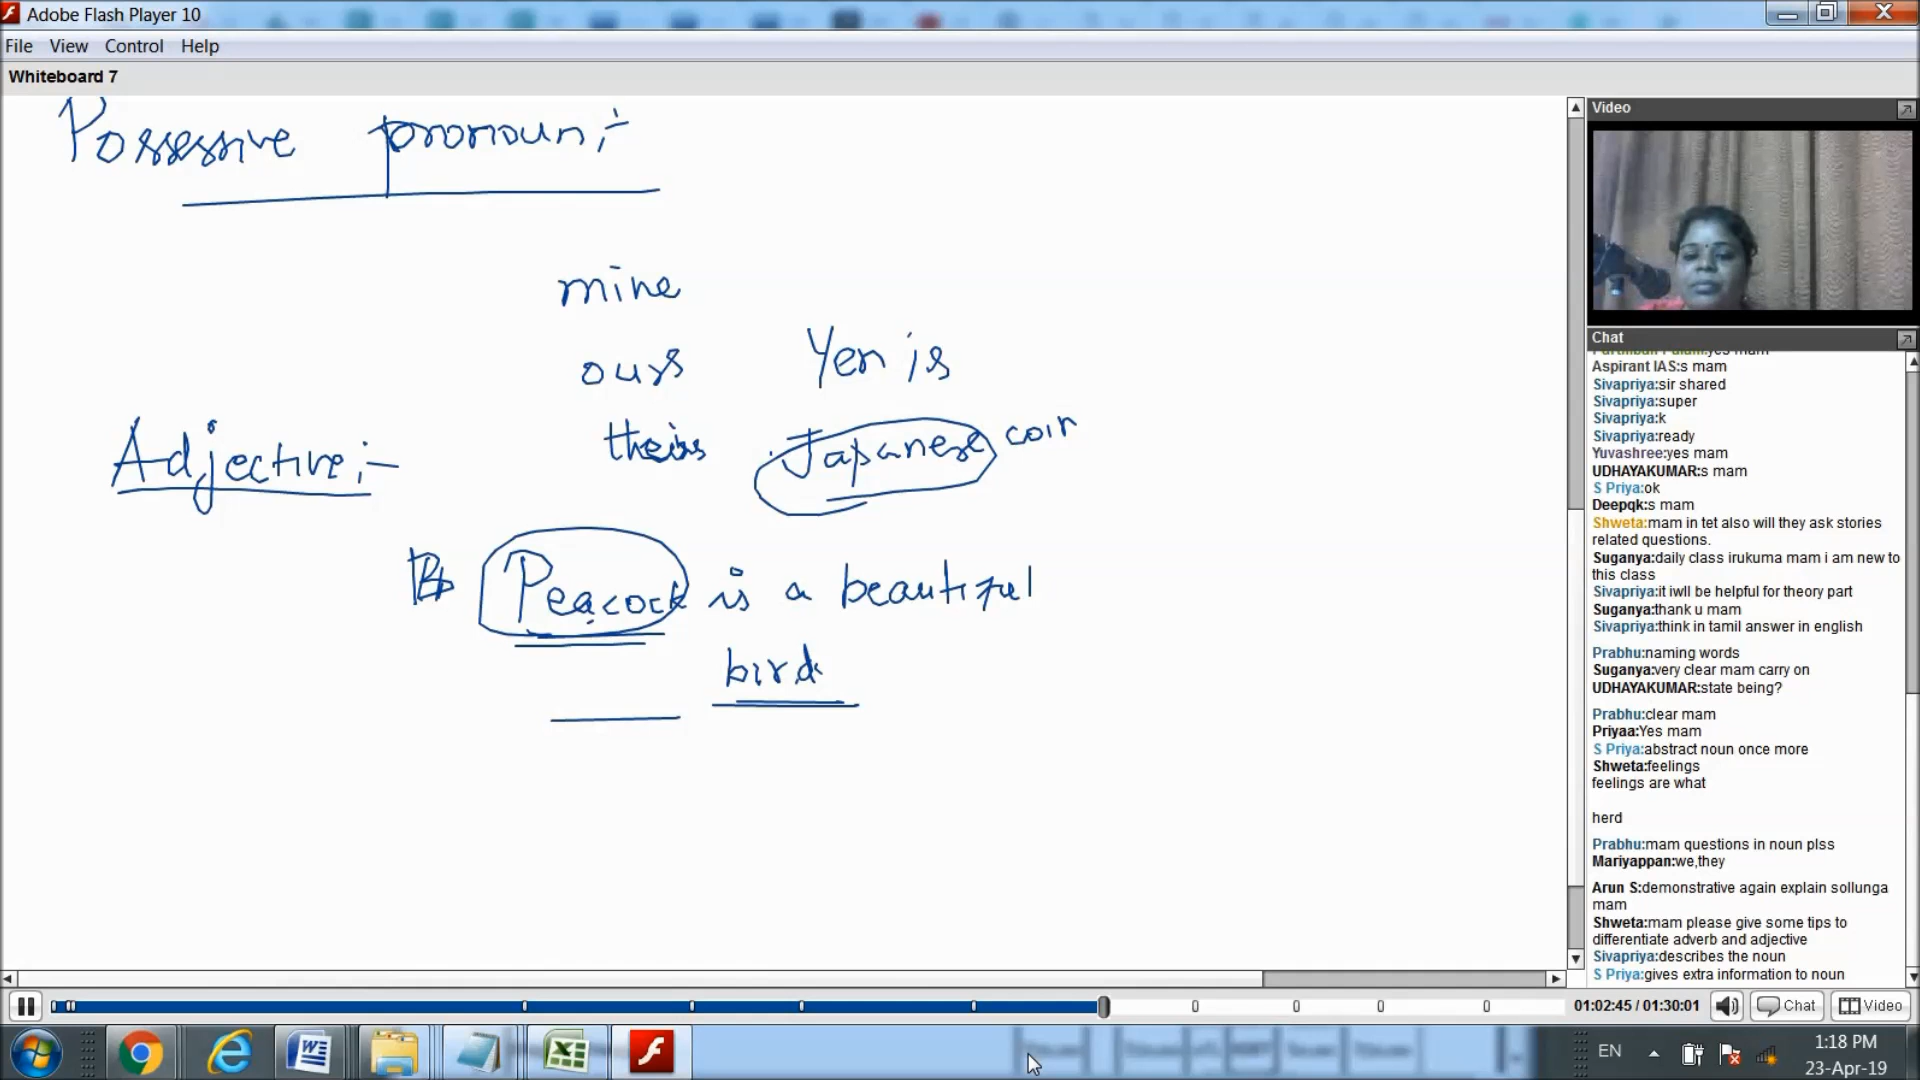 Adobe Flash Player 10
File View Control Help
Whiteboard 7
Possessive pronoun:-
mine
ours
theirs
Yen is
Japanese coin
Adjective:-
Peacock is a beautiful
bird
Video
Chat
yes mam
Aspirant IAS:s mam
Sivapriya:sir shared
Sivapriya:super
Sivapriya:k
Sivapriya:ready
Yuvashree:yes mam
UDHAYAKUMAR:s mam
S Priya:ok
Deepqk:s mam
Shweta:mam in tet also will they ask stories
related questions.
Suganya:daily class irukuma mam i am new to
this class
Sivapriya:it iwll be helpful for theory part
Suganya:thank u mam
Sivapriya:think in tamil answer in english
Prabhu:naming words
Suganya:very clear mam carry on
UDHAYAKUMAR:state being?
Prabhu:clear mam
Priyaa:Yes mam
S Priya:abstract noun once more
Shweta:feelings
feelings are what
herd
Prabhu:mam questions in noun plss
Mariyappan:we,they
Arun S:demonstrative again explain sollunga
mam
Shweta:mam please give some tips to
differentiate adverb and adjective
Sivapriya:describes the noun
S Priya:gives extra information to noun
01:02:45 / 01:30:01 Chat Video
EN
1:18 PM
23-Apr-19